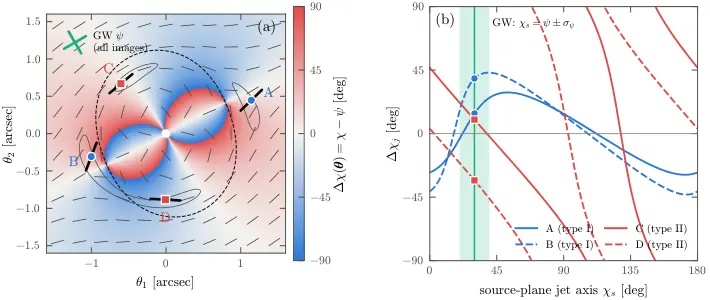 (a)
GW ψ
(all images)
A
B
C
D
1.5
1.0
0.5
0.0
−0.5
−1.0
−1.5
θ₂ [arcsec]
−1
0
1
θ₁ [arcsec]
90
45
0
−45
−90
Δχ(θ) = χ − ψ [deg]
(b)
GW: χₛ = ψ ± σ_ψ
90
45
0
−45
−90
Δχⱼ [deg]
A (type I)
B (type I)
C (type II)
D (type II)
0
45
90
135
180
source-plane jet axis χₛ [deg]